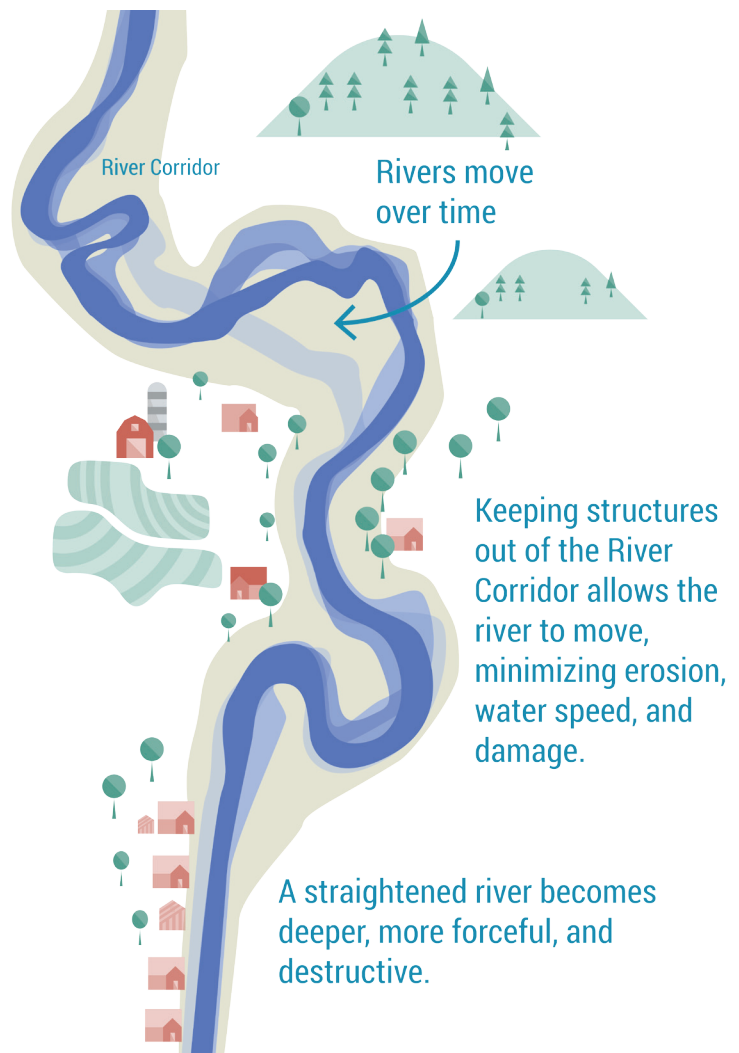 River Corridor
Rivers move
over time
Keeping structures
out of the River
Corridor allows the
river to move,
minimizing erosion,
water speed, and
damage.
A straightened river becomes
deeper, more forceful, and
destructive.